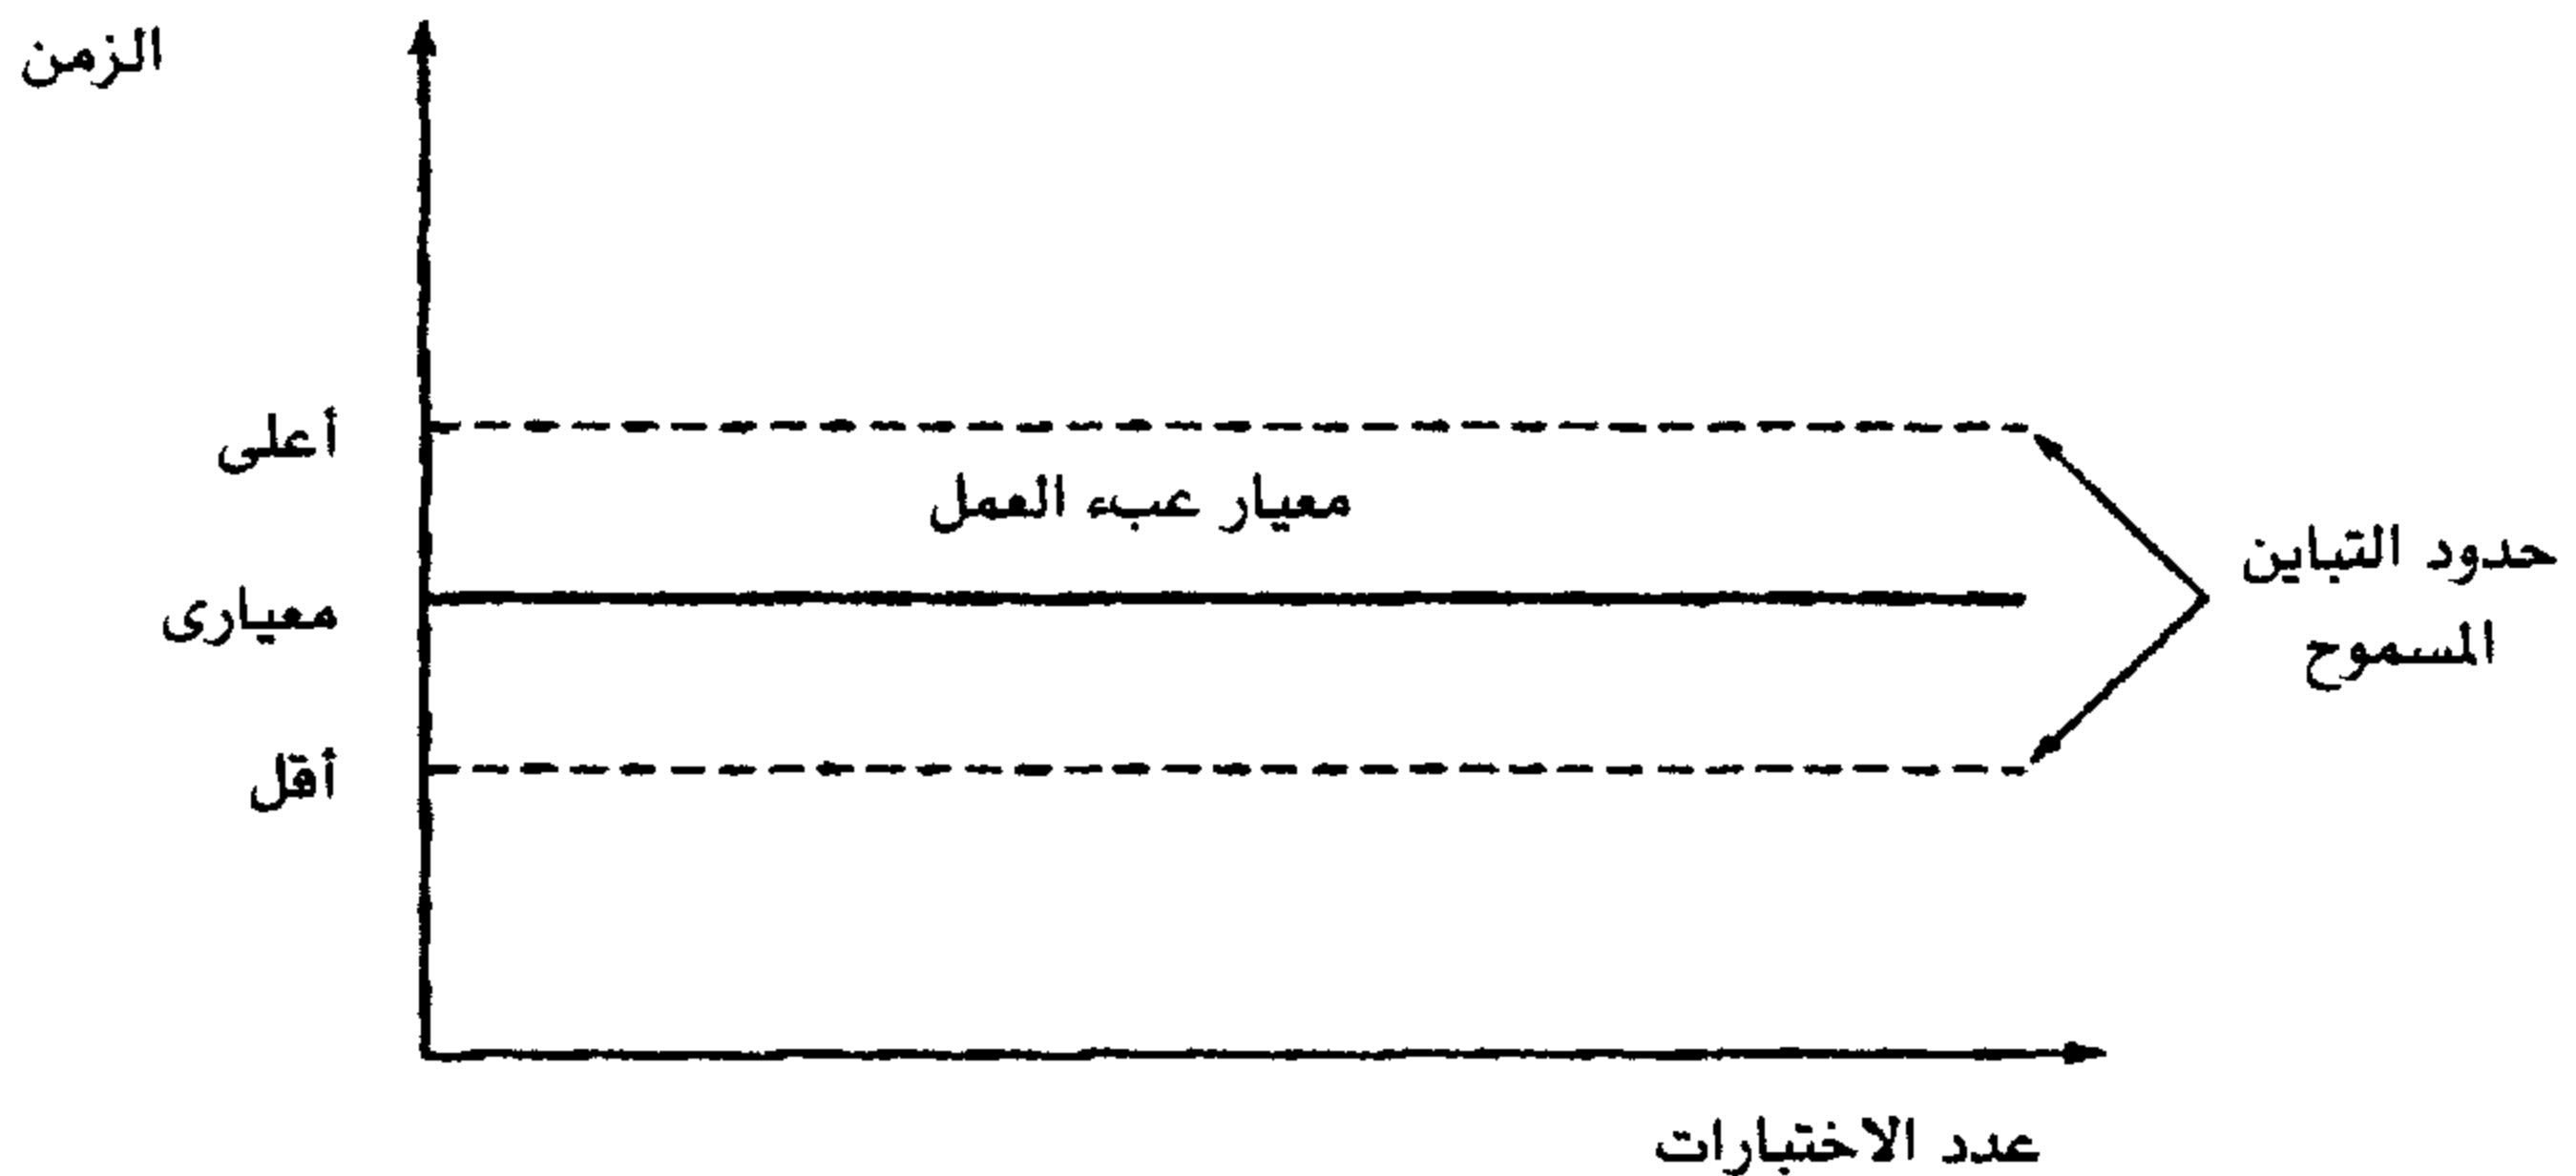 الزمن
أعلى
معيار عبء العمل
حدود التباين
المسموح
معيارى
أقل
عدد الاختبارات